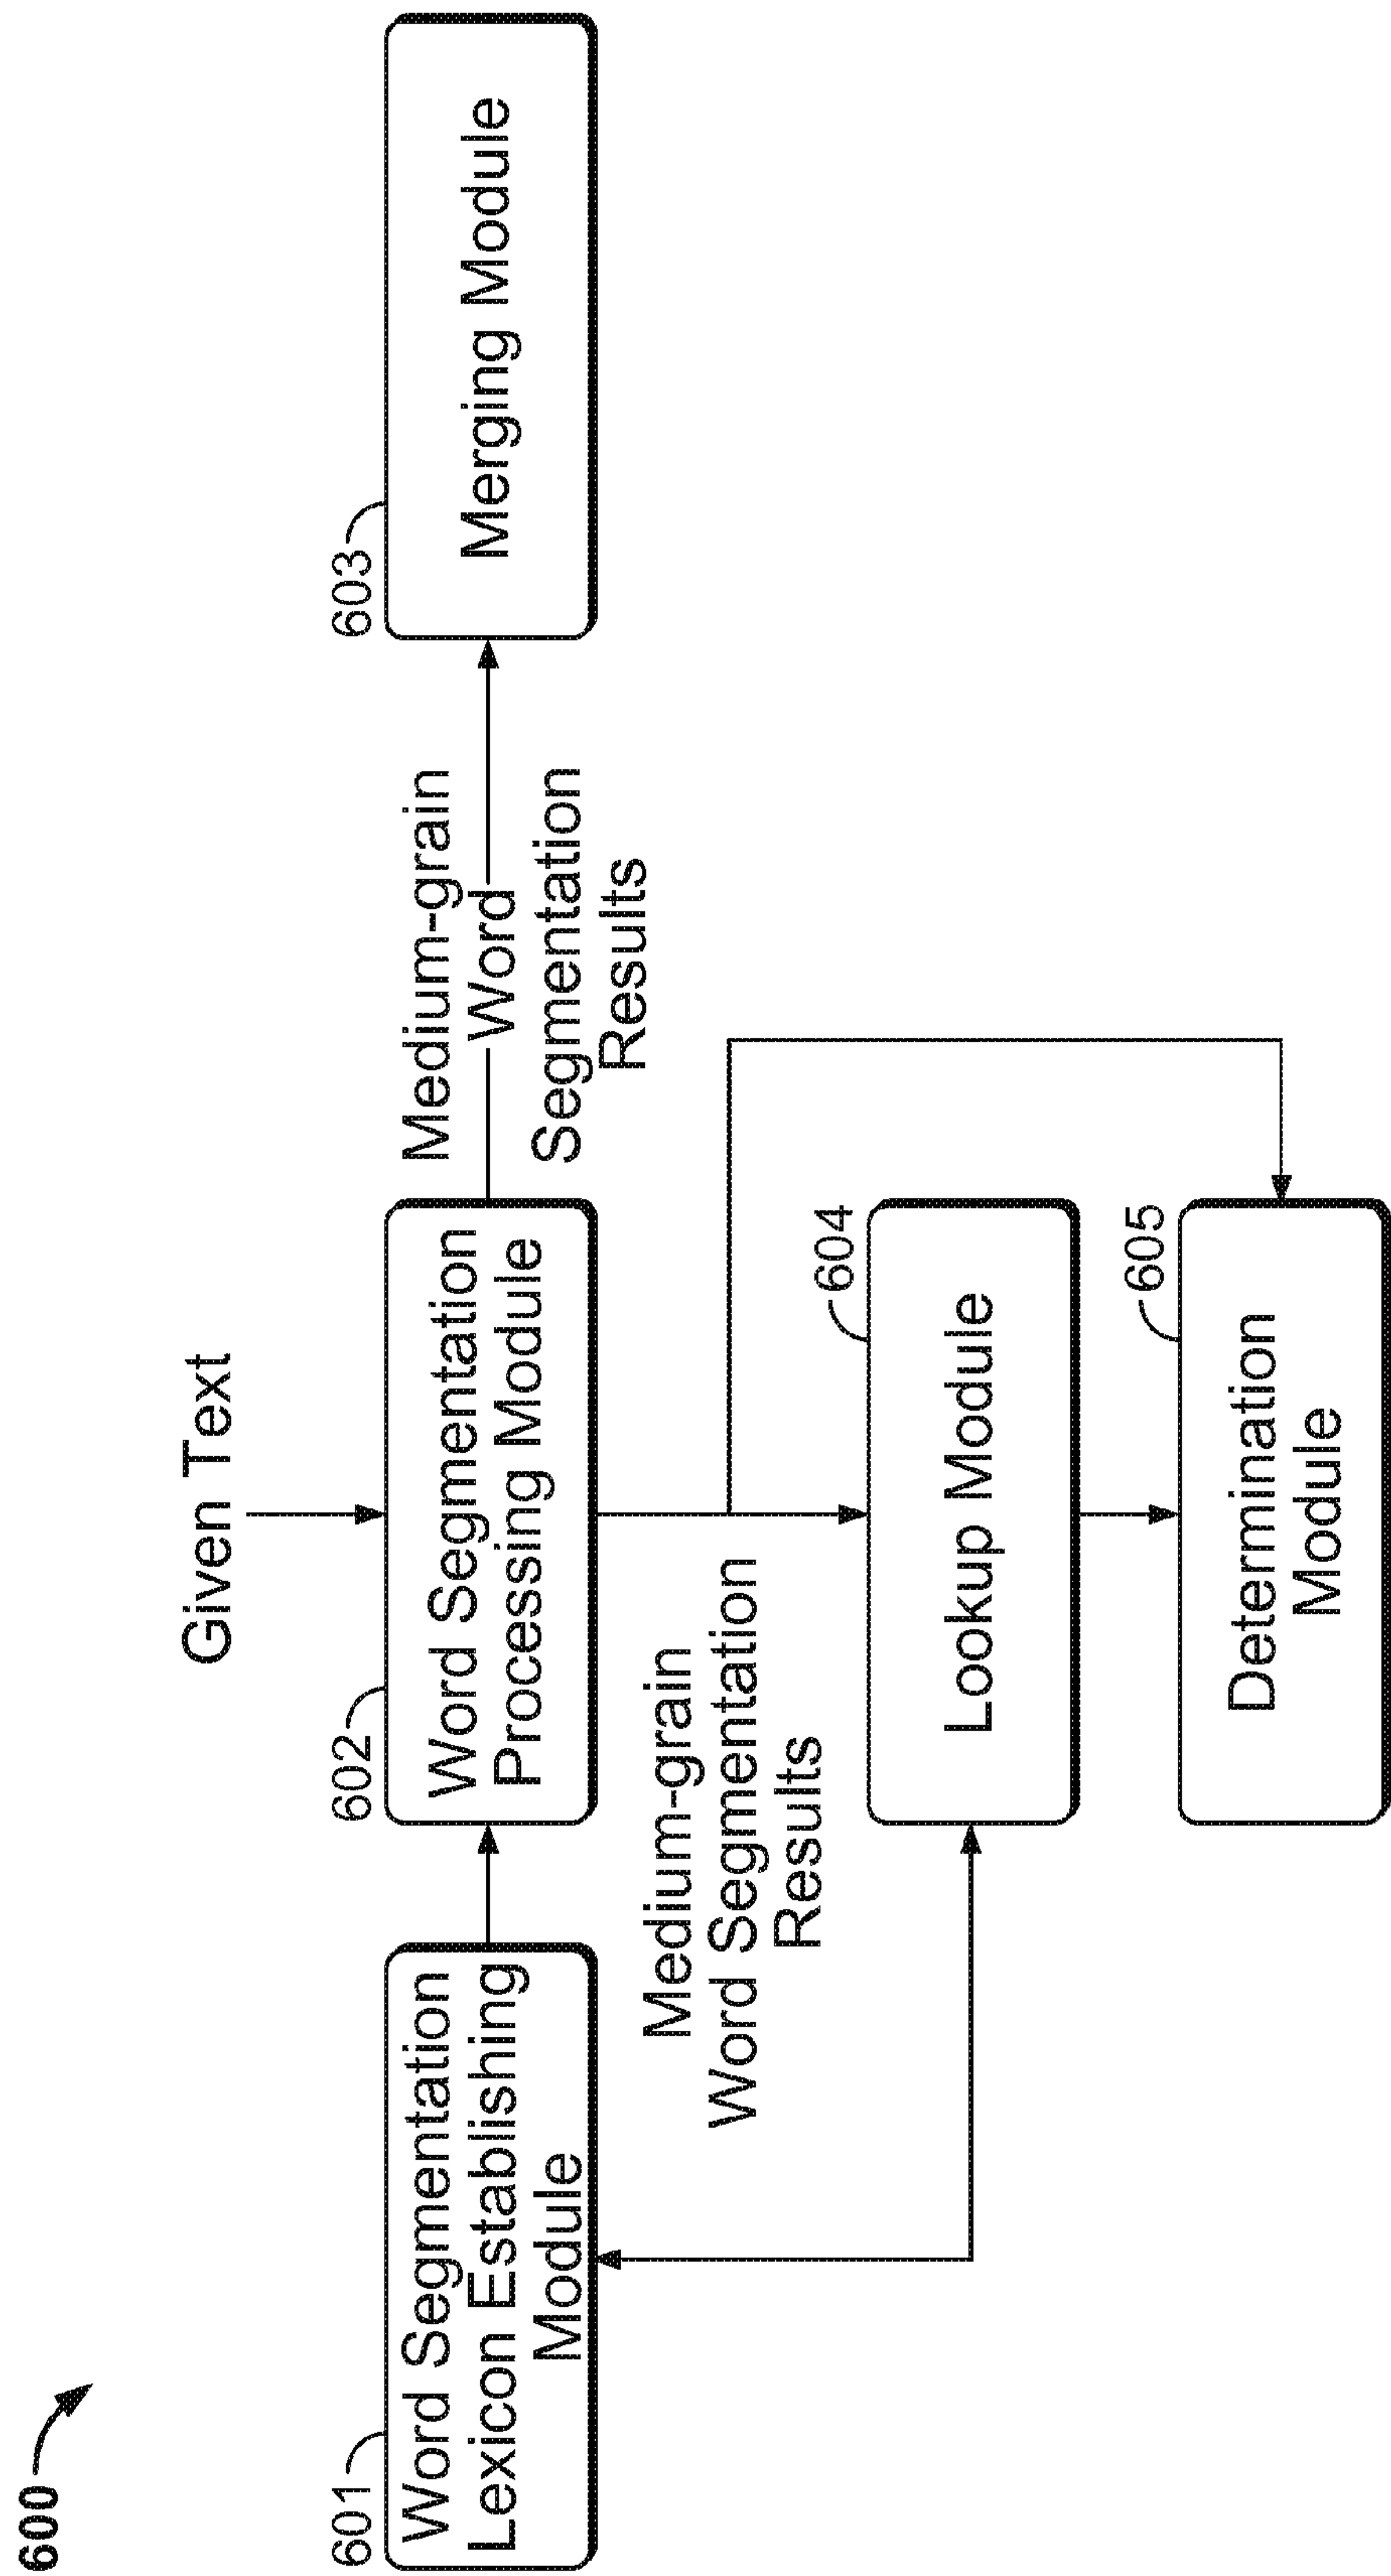 600
Given Text
601
Word Segmentation
Lexicon Establishing
Module
602
Word Segmentation
Processing Module
Medium-grain
Word
Segmentation
Results
603
Merging Module
Medium-grain
Word Segmentation
Results
604
Lookup Module
605
Determination
Module